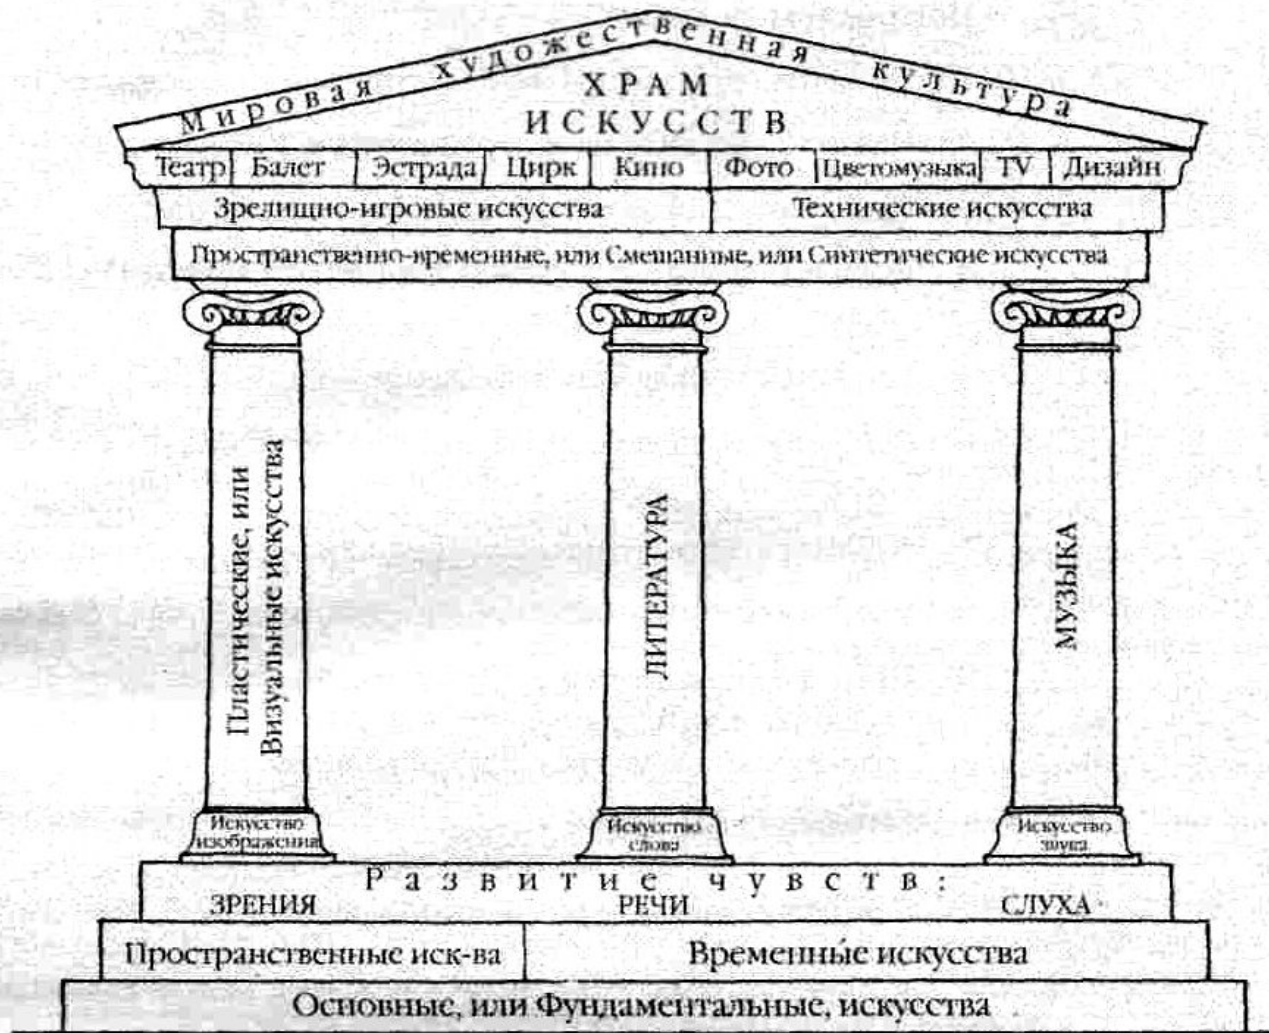 Мировая художественная культура
ХРАМ
ИСКУССТВ
Театр Балет Эстрада Цирк Кино Фото Цветомузыка TV Дизайн
Зрелищно-игровые искусства Технические искусства
Пространственно-временные, или Смешанные, или Синтетические искусства
Пластические, или
Визуальные искусства
ЛИТЕРАТУРА
МУЗЫКА
Искусство
изображения
Искусство
слова
Искусство
звука
Развитие чувств:
ЗРЕНИЯ РЕЧИ СЛУХА
Пространственные иск-ва Временны́е искусства
Основные, или Фундаментальные, искусства